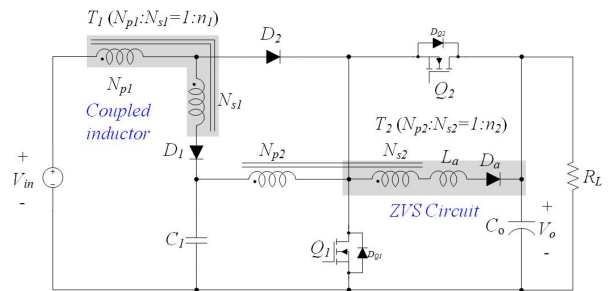 T1 (Np1:Ns1=1:n1)
D2
DQ2
Q2
Np1
Coupled
inductor
Ns1
T2 (Np2:Ns2=1:n2)
D1
Np2
Ns2
La
Da
ZVS Circuit
+
Vin
-
RL
C1
Q1
DQ1
Co
+
Vo
-